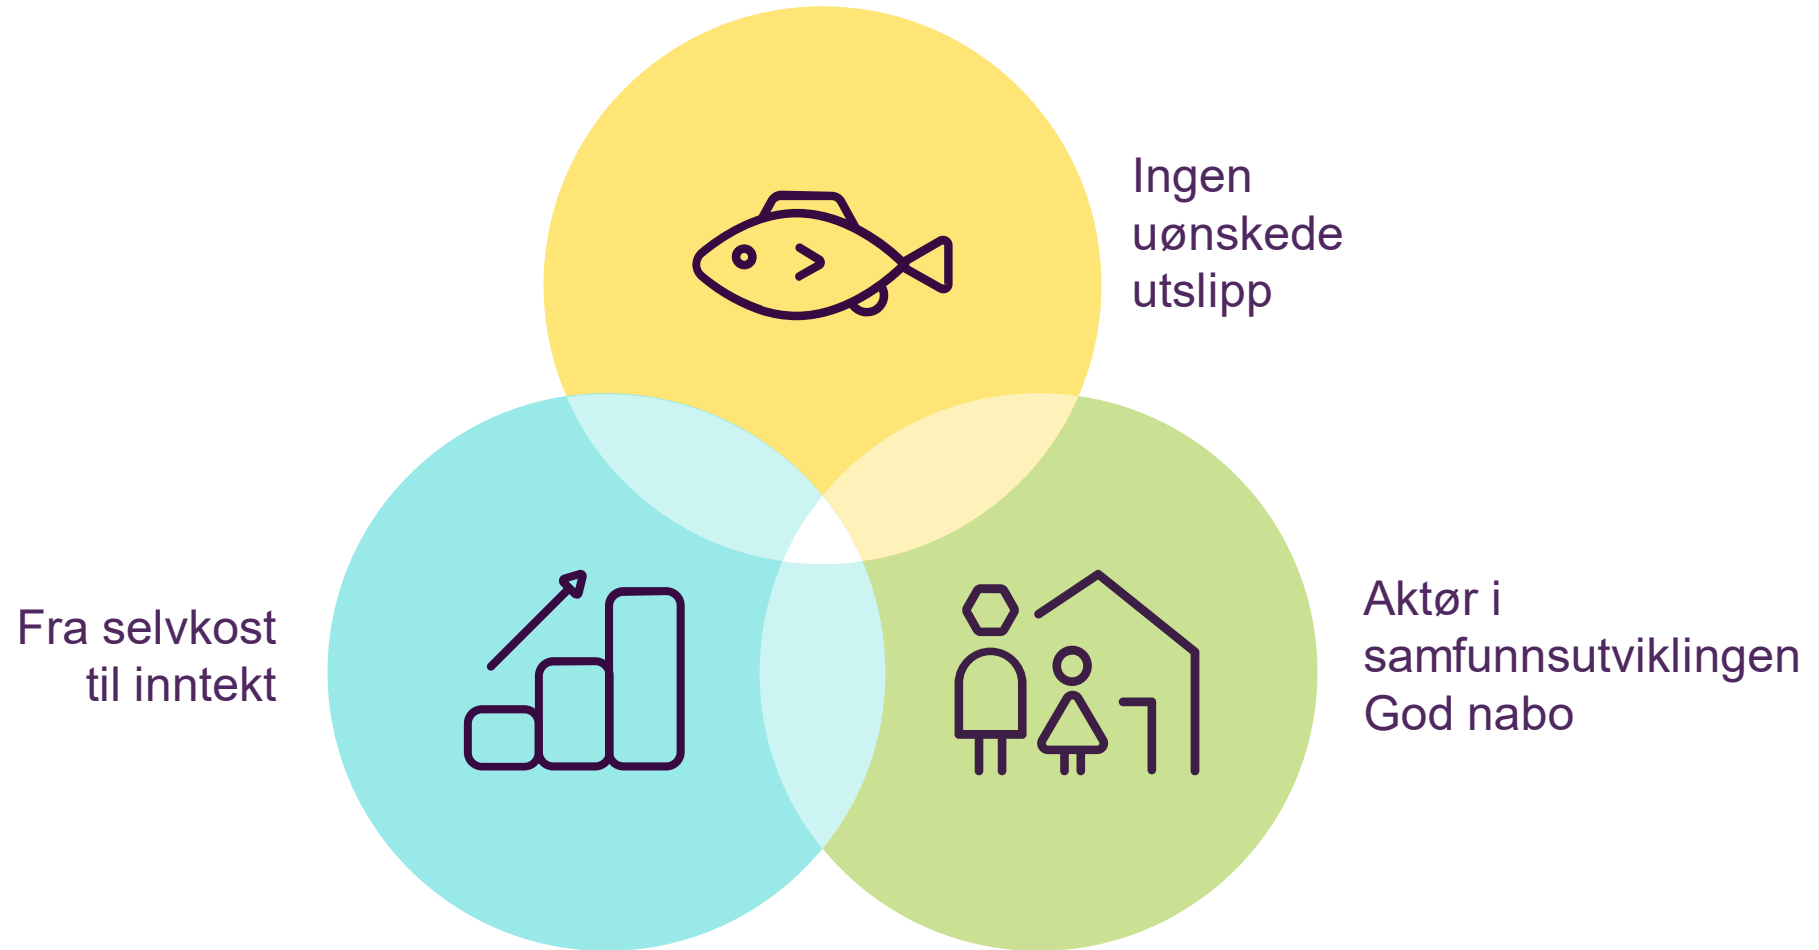 Ingen
uønskede
utslipp
Fra selvkost
til inntekt
Aktør i
samfunnsutviklingen
God nabo